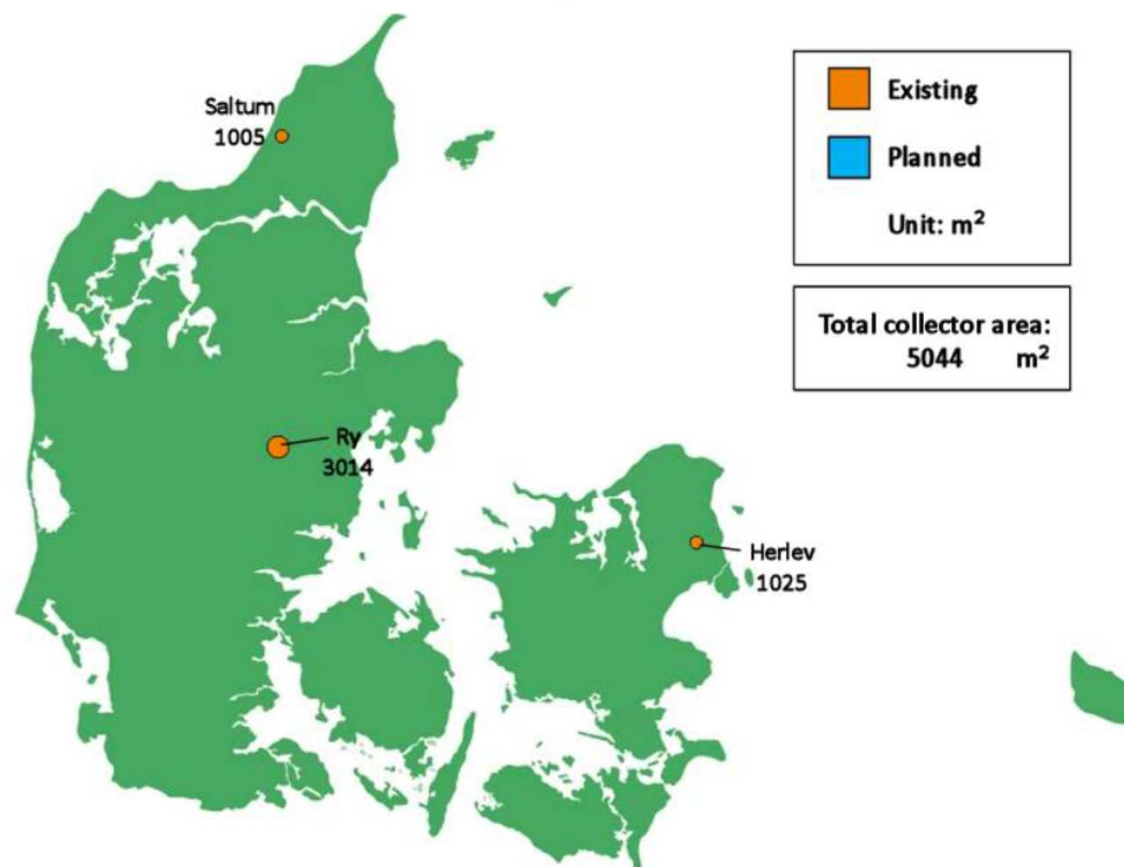 Saltum
1005
Ry
3014
Herlev
1025
Existing
Planned
Unit: m²
Total collector area:
5044 m²